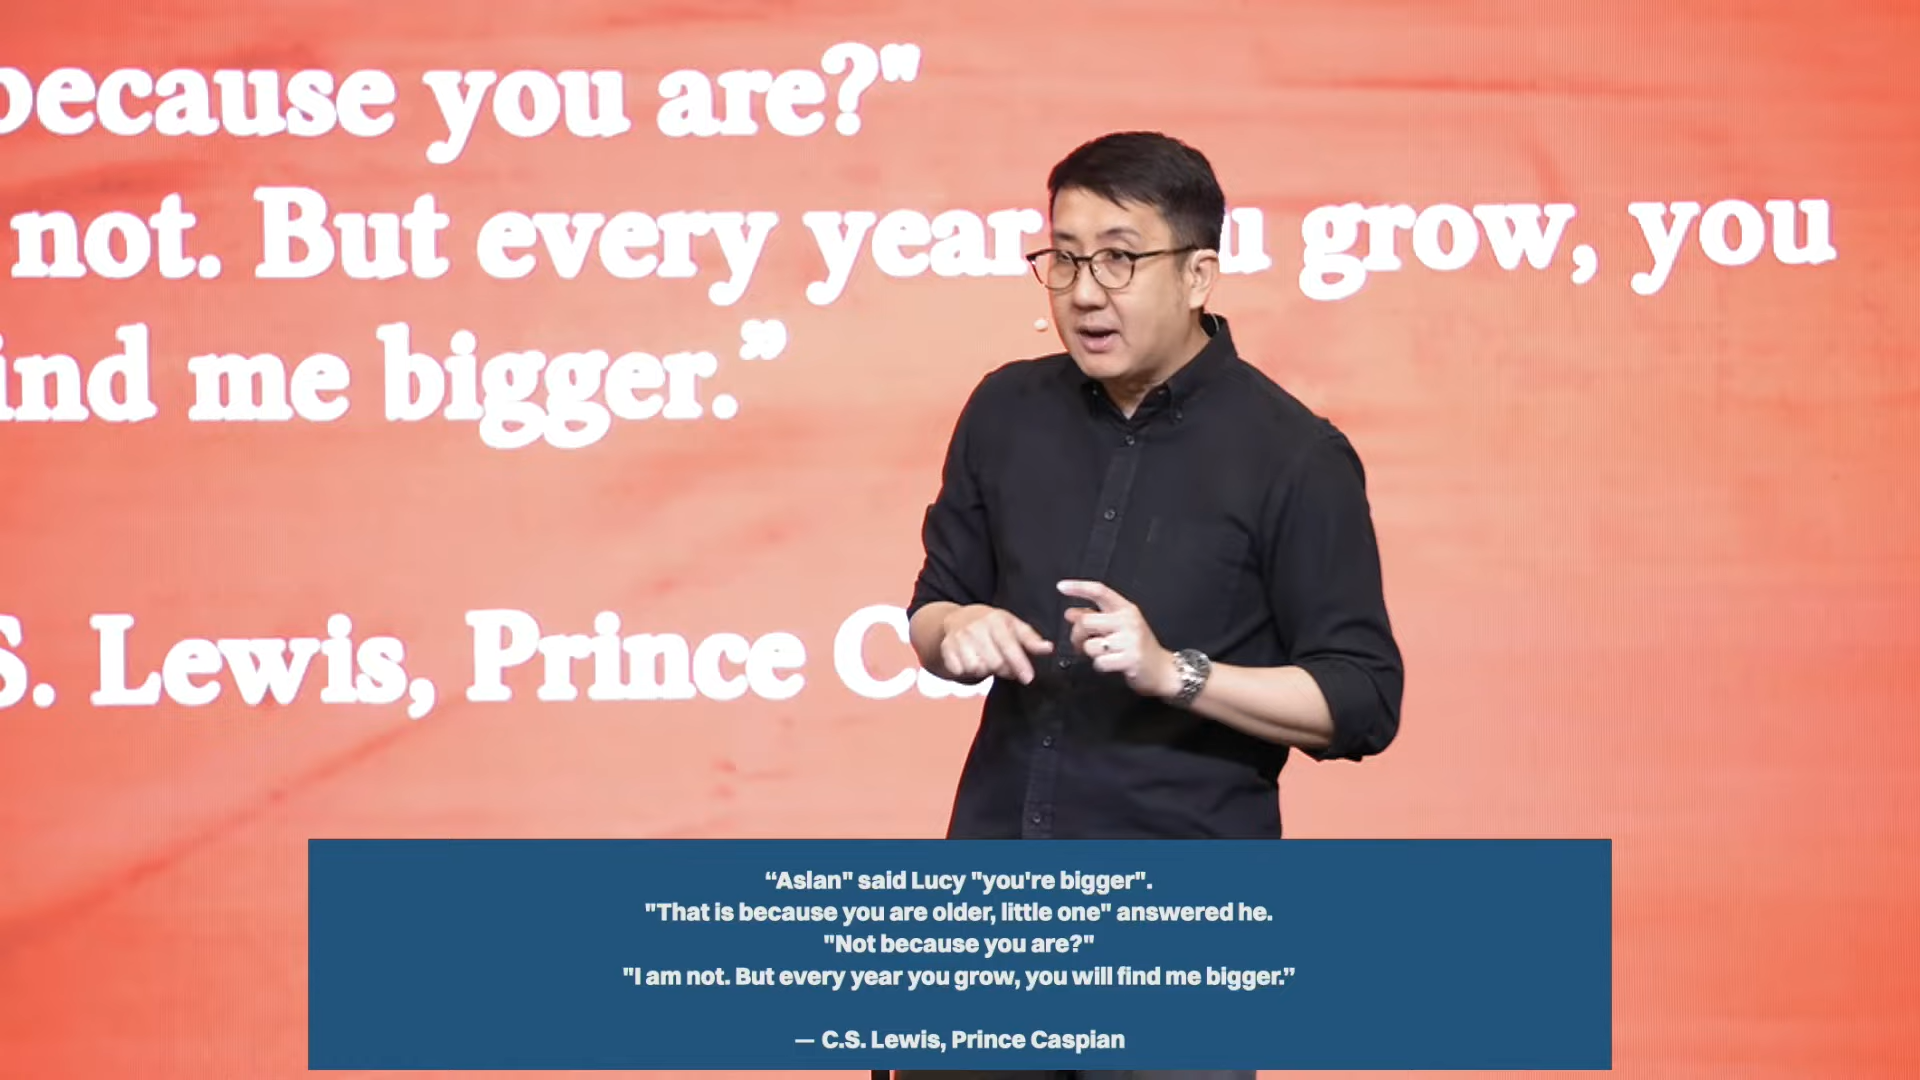 because you are?"
not. But every year u grow, you
ind me bigger.”
S. Lewis, Prince
“Aslan" said Lucy "you're bigger".
"That is because you are older, little one" answered he.
"Not because you are?"
"I am not. But every year you grow, you will find me bigger.”
— C.S. Lewis, Prince Caspian